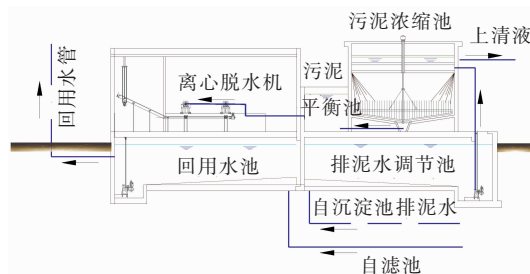 污泥浓缩池
上清液
回用水管
离心脱水机
污泥
平衡池
回用水池
排泥水调节池
自沉淀池排泥水
自滤池